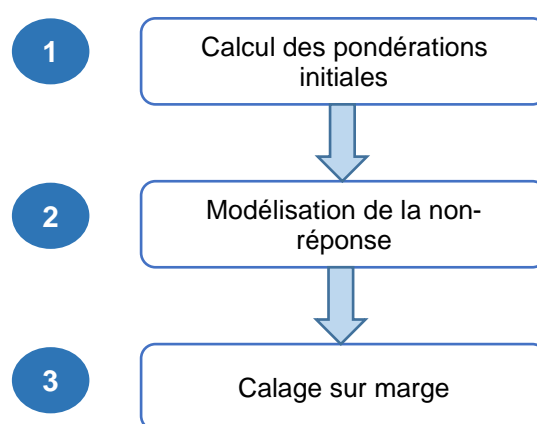 1
Calcul des pondérations
initiales
2
Modélisation de la non-
réponse
3
Calage sur marge